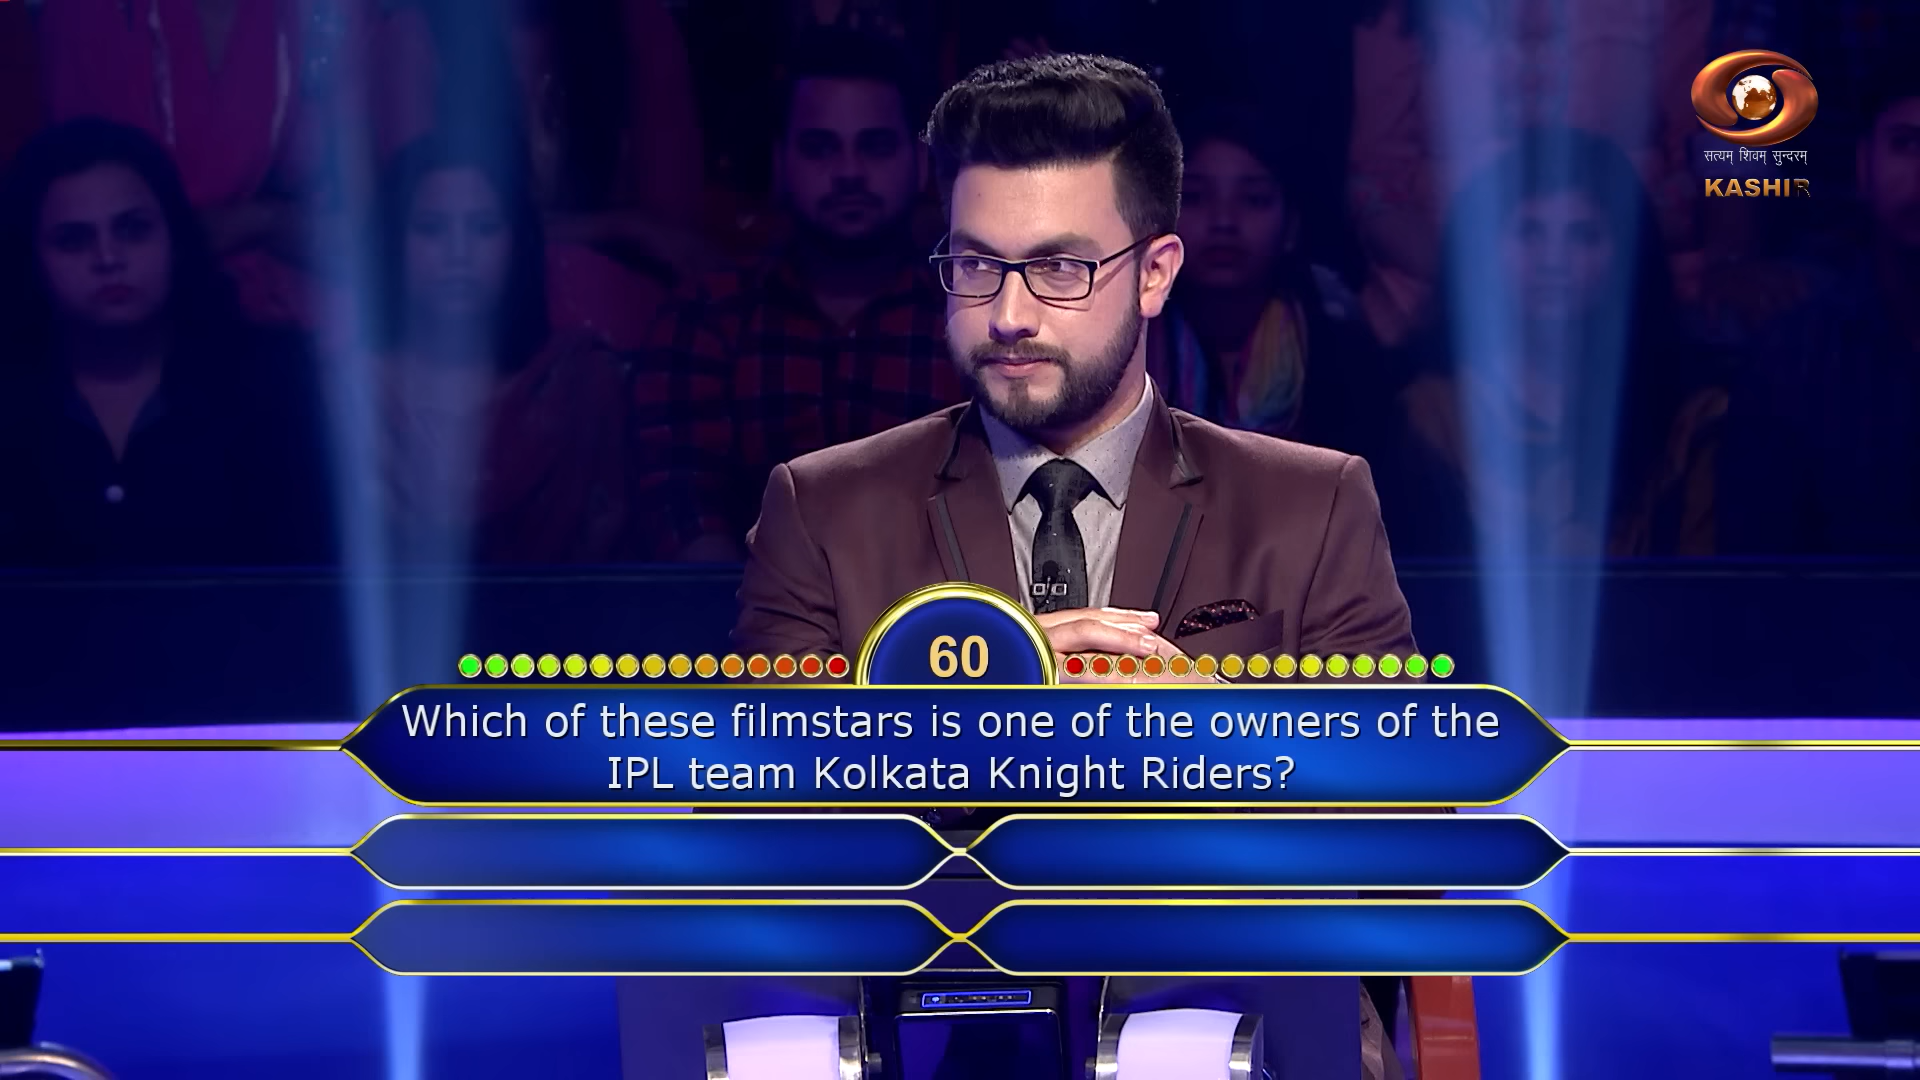 सत्यम् शिवम् सुन्दरम्
KASHIR
60
Which of these filmstars is one of the owners of the
IPL team Kolkata Knight Riders?